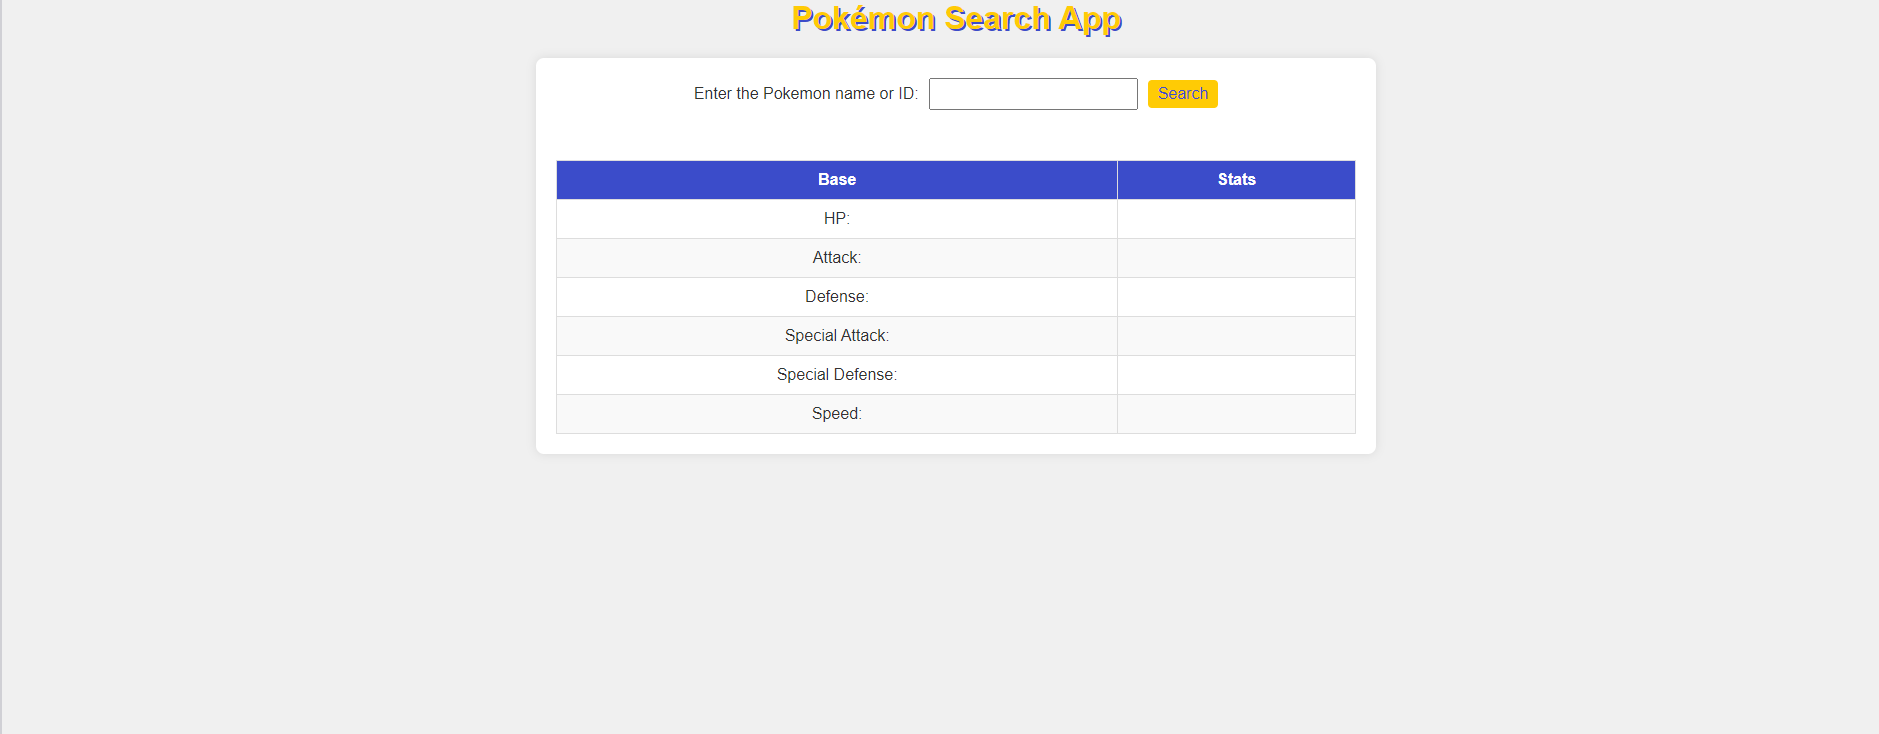 Pokémon Search App
Enter the Pokemon name or ID: Search
Base Stats
HP:
Attack:
Defense:
Special Attack:
Special Defense:
Speed: